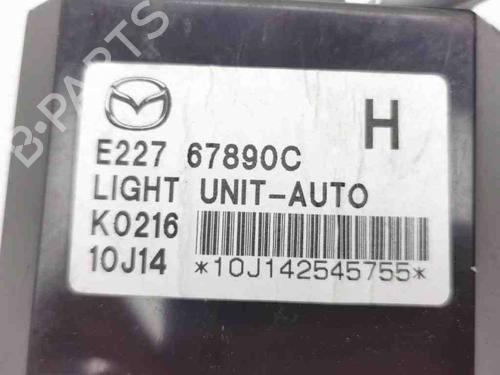 B-PARTS
H
E227 67890C
LIGHT UNIT-AUTO
K0216
10J14 *10J142545755*